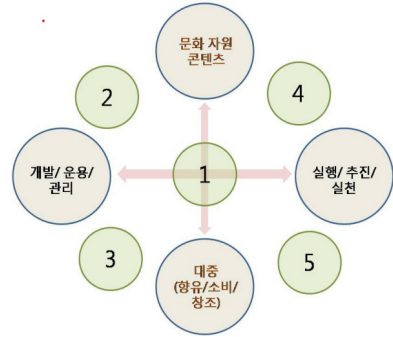 문화 자원
콘텐츠
2
4
개발/ 운용/
관리
1
실행/ 추진/
실천
3
대중
(향유/소비/
창조)
5